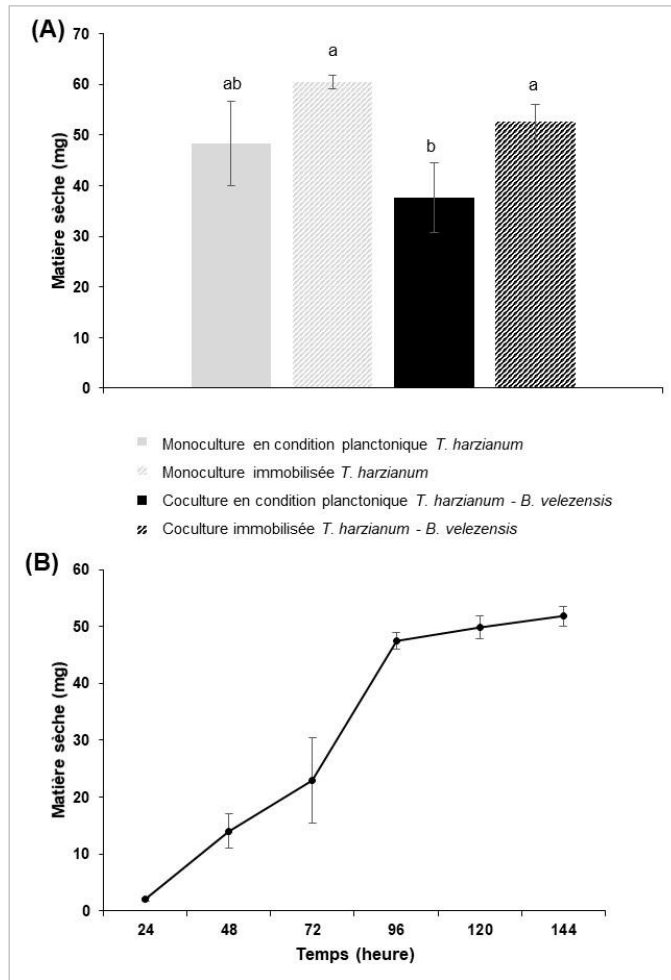 (A)
70
60
50
40
30
20
10
0
Matière sèche (mg)
ab
a
b
a
Monoculture en condition planctonique T. harzianum
Monoculture immobilisée T. harzianum
Coculture en condition planctonique T. harzianum - B. velezensis
Coculture immobilisée T. harzianum - B. velezensis
(B)
60
50
40
30
20
10
0
Matière sèche (mg)
24 48 72 96 120 144
Temps (heure)